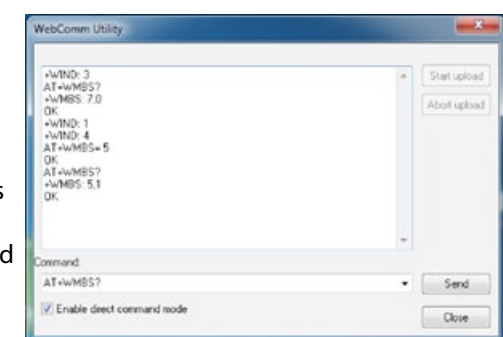 WebComm Utility
+WIND: 3
AT+WMBS?
+WMBS: 7,0
OK
+WIND: 1
+WIND: 4
AT+WMBS= 5
OK
AT+WMBS?
+WMBS: 5,1
OK
Start upload
Abort upload
s
d
Command:
AT+WMBS?
Send
Enable direct command mode
Close